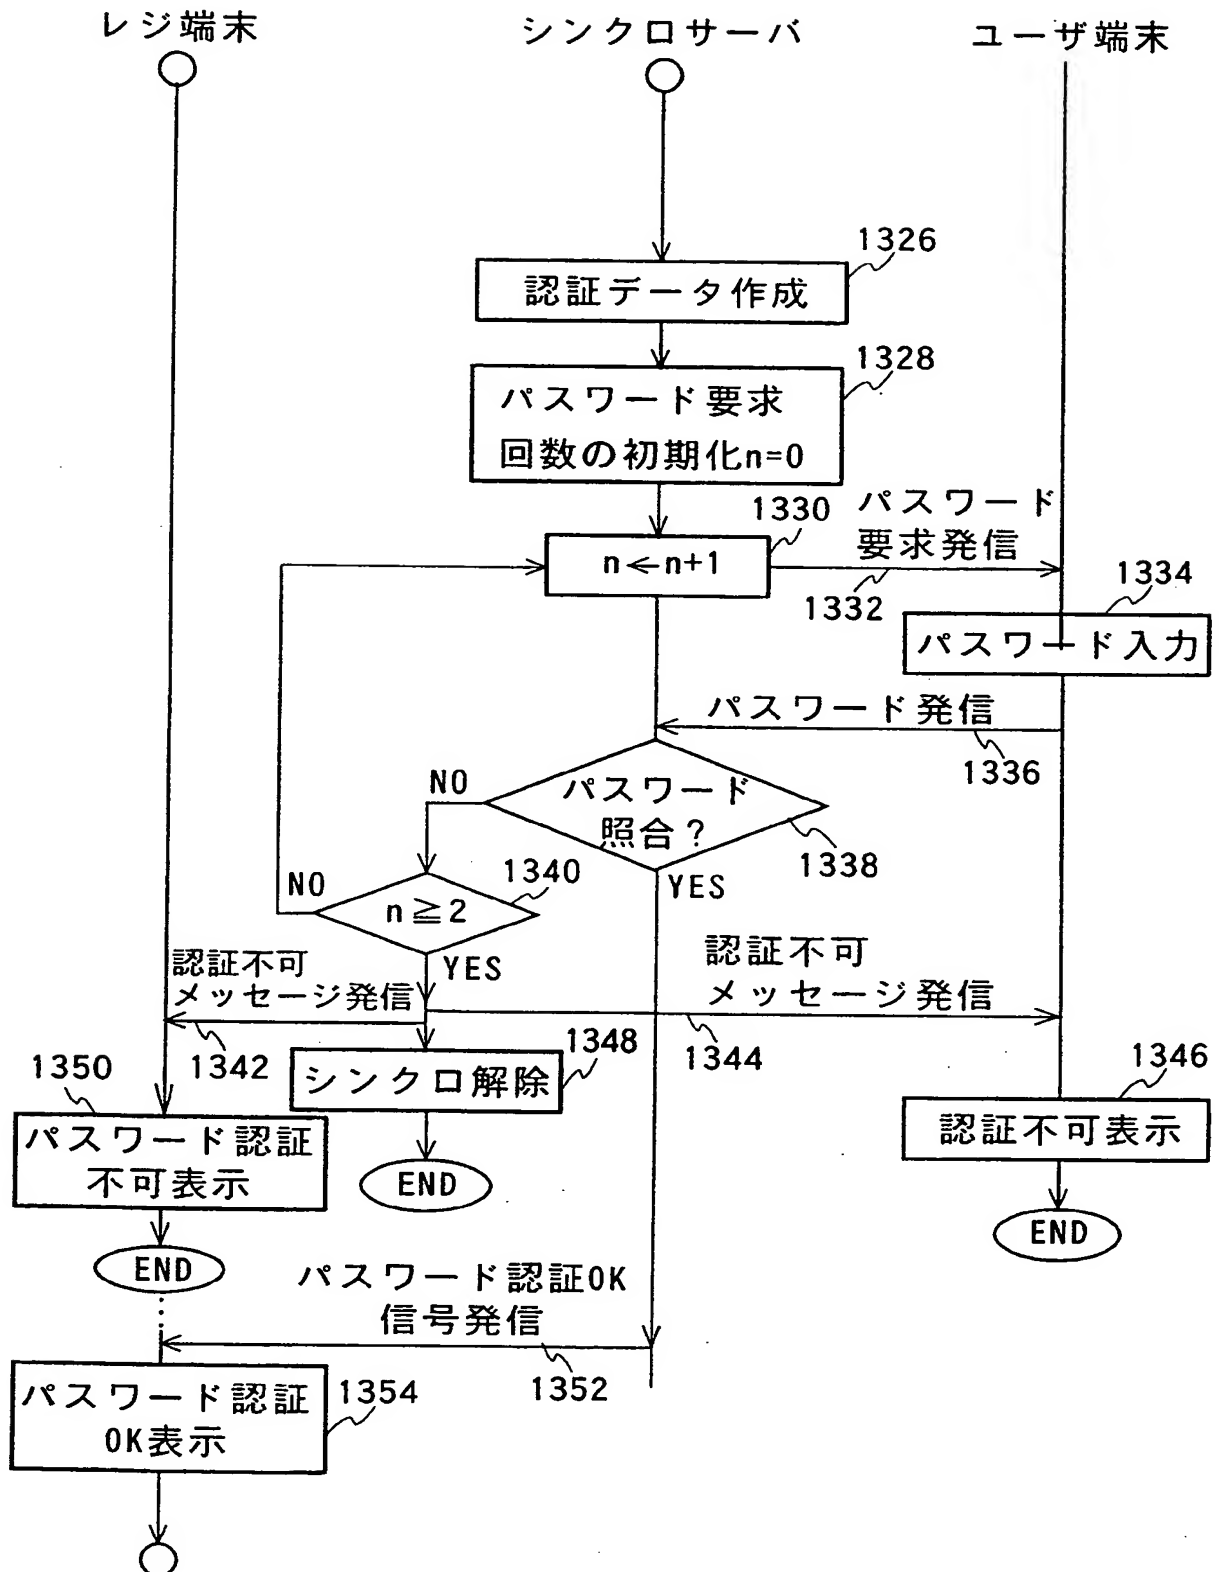 レジ端末
シンクロサーバ
ユーザ端末
1326
認証データ作成
1328
パスワード要求
回数の初期化n=0
1330
パスワード
要求発信
n←n+1
1332
1334
パスワード入力
パスワード発信
1336
NO
パスワード
照合?
1338
YES
1340
NO
n≧2
YES
認証不可
メッセージ発信
認証不可
メッセージ発信
1342
1344
1348
シンクロ解除
1346
認証不可表示
1350
パスワード認証
不可表示
END
END
END
パスワード認証OK
信号発信
1352
パスワード認証
OK表示
1354